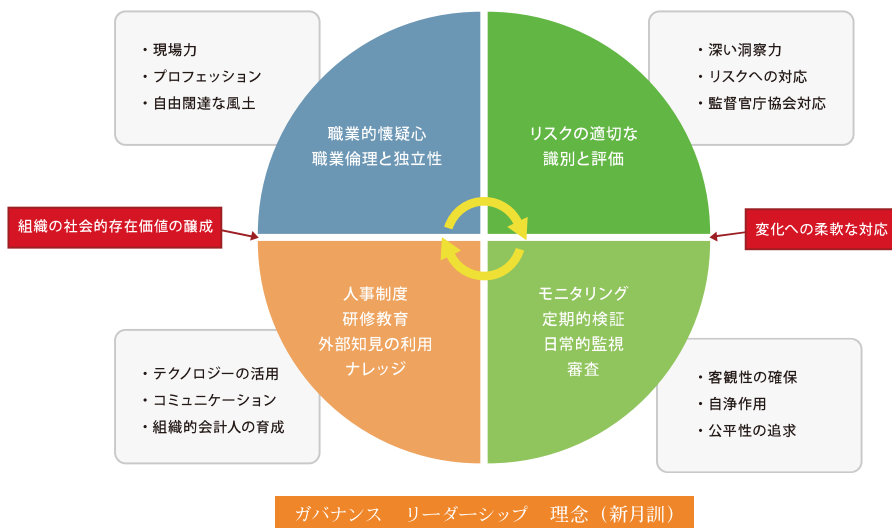 ・現場力
・プロフェッション
・自由闊達な風土
・深い洞察力
・リスクへの対応
・監督官庁協会対応
職業的懐疑心
職業倫理と独立性
リスクの適切な
識別と評価
組織の社会的存在価値の醸成
変化への柔軟な対応
人事制度
研修教育
外部知見の利用
ナレッジ
モニタリング
定期的検証
日常的監視
審査
・テクノロジーの活用
・コミュニケーション
・組織的会計人の育成
・客観性の確保
・自浄作用
・公平性の追求
ガバナンス　リーダーシップ　理念（新月訓）